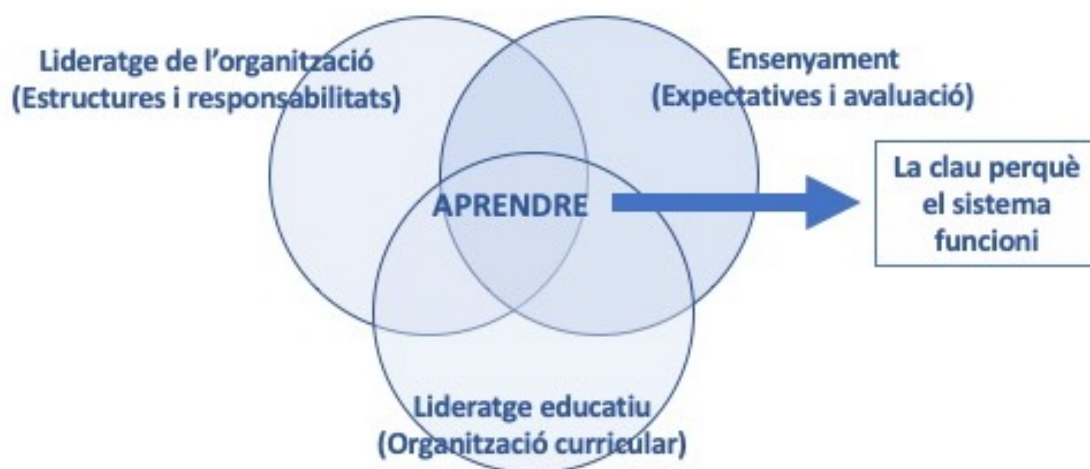 Lideratge de l'organització
(Estructures i responsabilitats)
Ensenyament
(Expectatives i avaluació)
La clau perquè
el sistema
funcioni
APRENDRE
Lideratge educatiu
(Organització curricular)